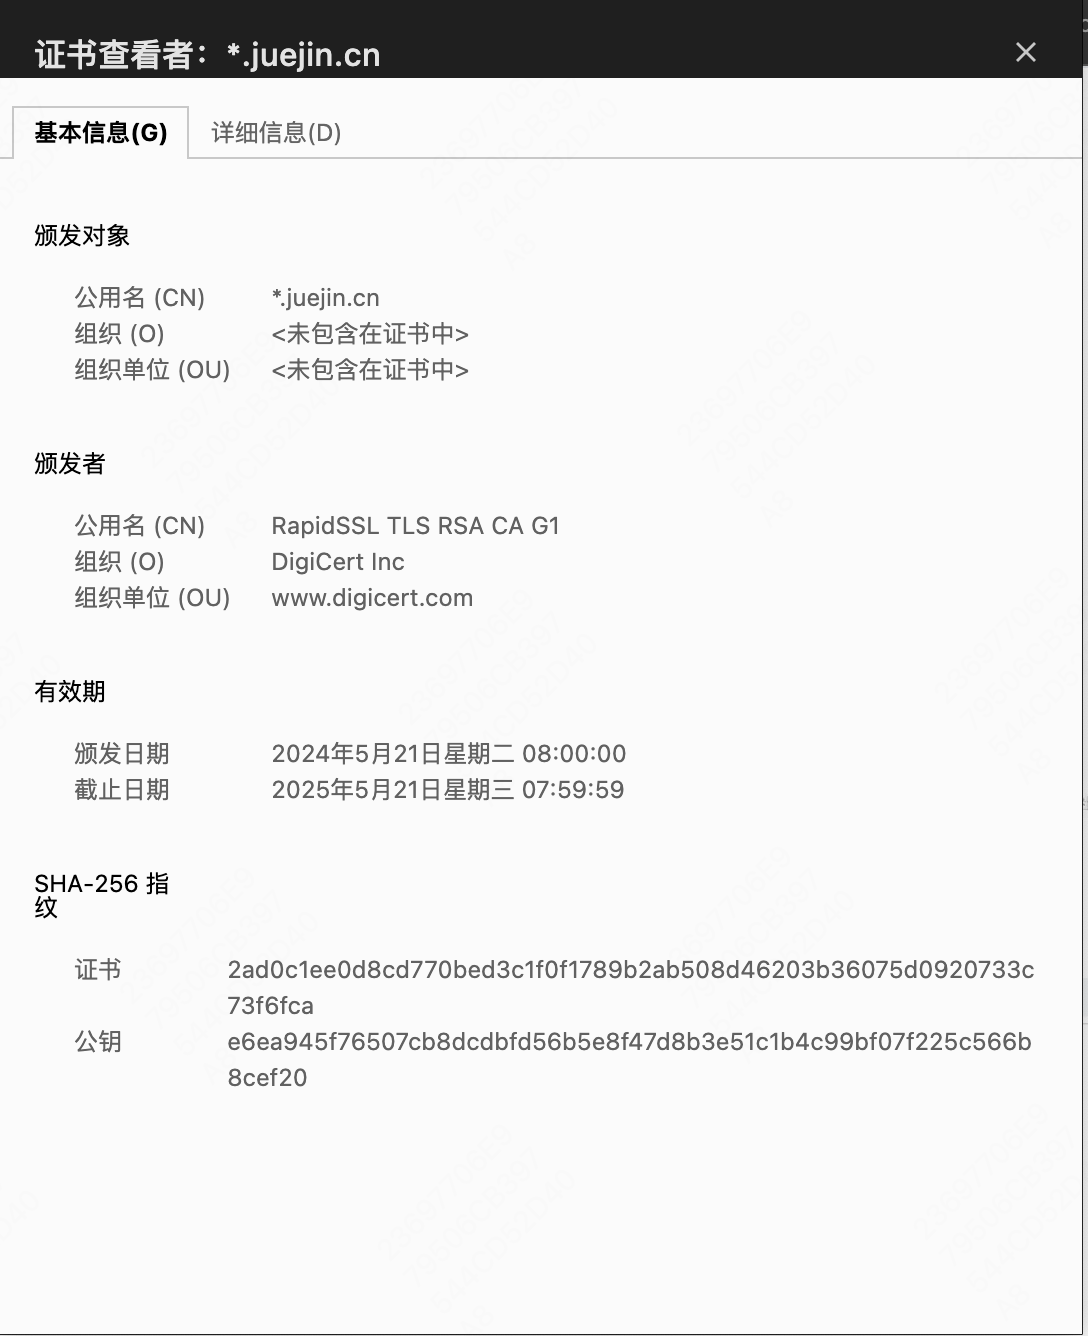 证书查看者：*.juejin.cn
基本信息(G) 详细信息(D)
颁发对象
公用名 (CN) *.juejin.cn
组织 (O) <未包含在证书中>
组织单位 (OU) <未包含在证书中>
颁发者
公用名 (CN) RapidSSL TLS RSA CA G1
组织 (O) DigiCert Inc
组织单位 (OU) www.digicert.com
有效期
颁发日期 2024年5月21日星期二 08:00:00
截止日期 2025年5月21日星期三 07:59:59
SHA-256 指
纹
证书 2ad0c1ee0d8cd770bed3c1f0f1789b2ab508d46203b36075d0920733c
73f6fca
公钥 e6ea945f76507cb8dcdbfd56b5e8f47d8b3e51c1b4c99bf07f225c566b
8cef20